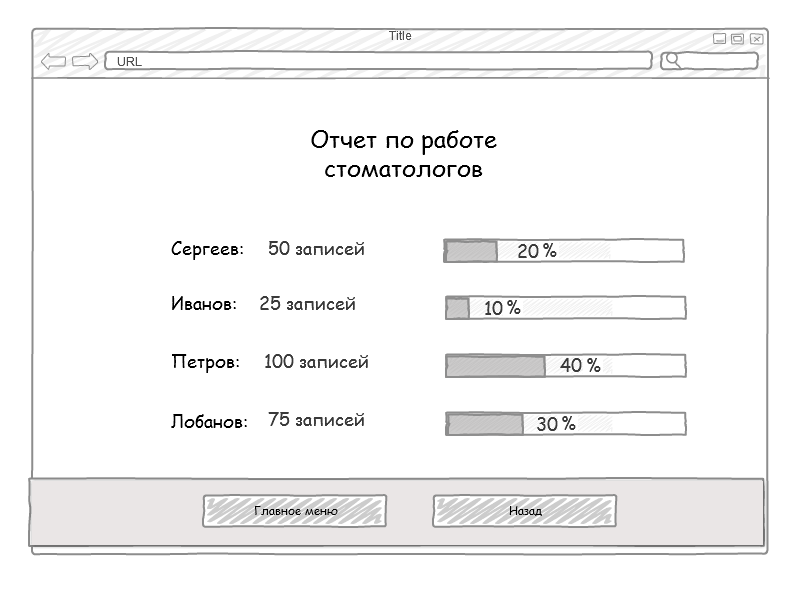 Title
URL
Отчет по работе
стоматологов
Сергеев: 50 записей 20 %
Иванов: 25 записей 10 %
Петров: 100 записей 40 %
Лобанов: 75 записей 30 %
Главное меню Назад